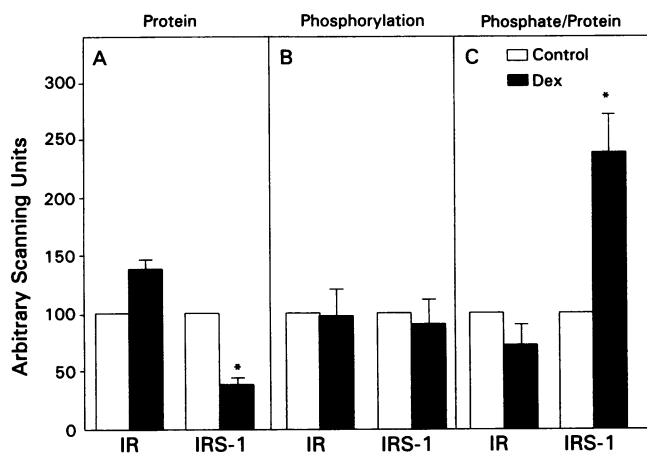 Protein Phosphorylation Phosphate/Protein
A B C
Control
Dex
Arbitrary Scanning Units
300
250
200
150
100
50
0
*
*
IR IRS-1 IR IRS-1 IR IRS-1